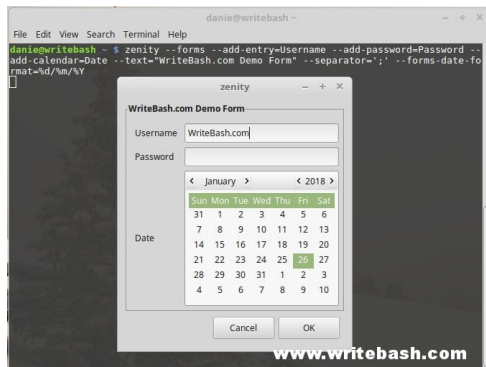 danie@writebash ~
File Edit View Search Terminal Help
danie@writebash ~ $ zenity --forms --add-entry=Username --add-password=Password --
add-calendar=Date --text="WriteBash.com Demo Form" --separator=';' --forms-date-fo
rmat=%d/%m/%Y
zenity
WriteBash.com Demo Form
Username WriteBash.com
Password
< January > < 2018 >
Sun Mon Tue Wed Thu Fri Sat
31 1 2 3 4 5 6
7 8 9 10 11 12 13
Date
14 15 16 17 18 19 20
21 22 23 24 25 26 27
28 29 30 31 1 2 3
4 5 6 7 8 9 10
Cancel OK
www.writebash.com